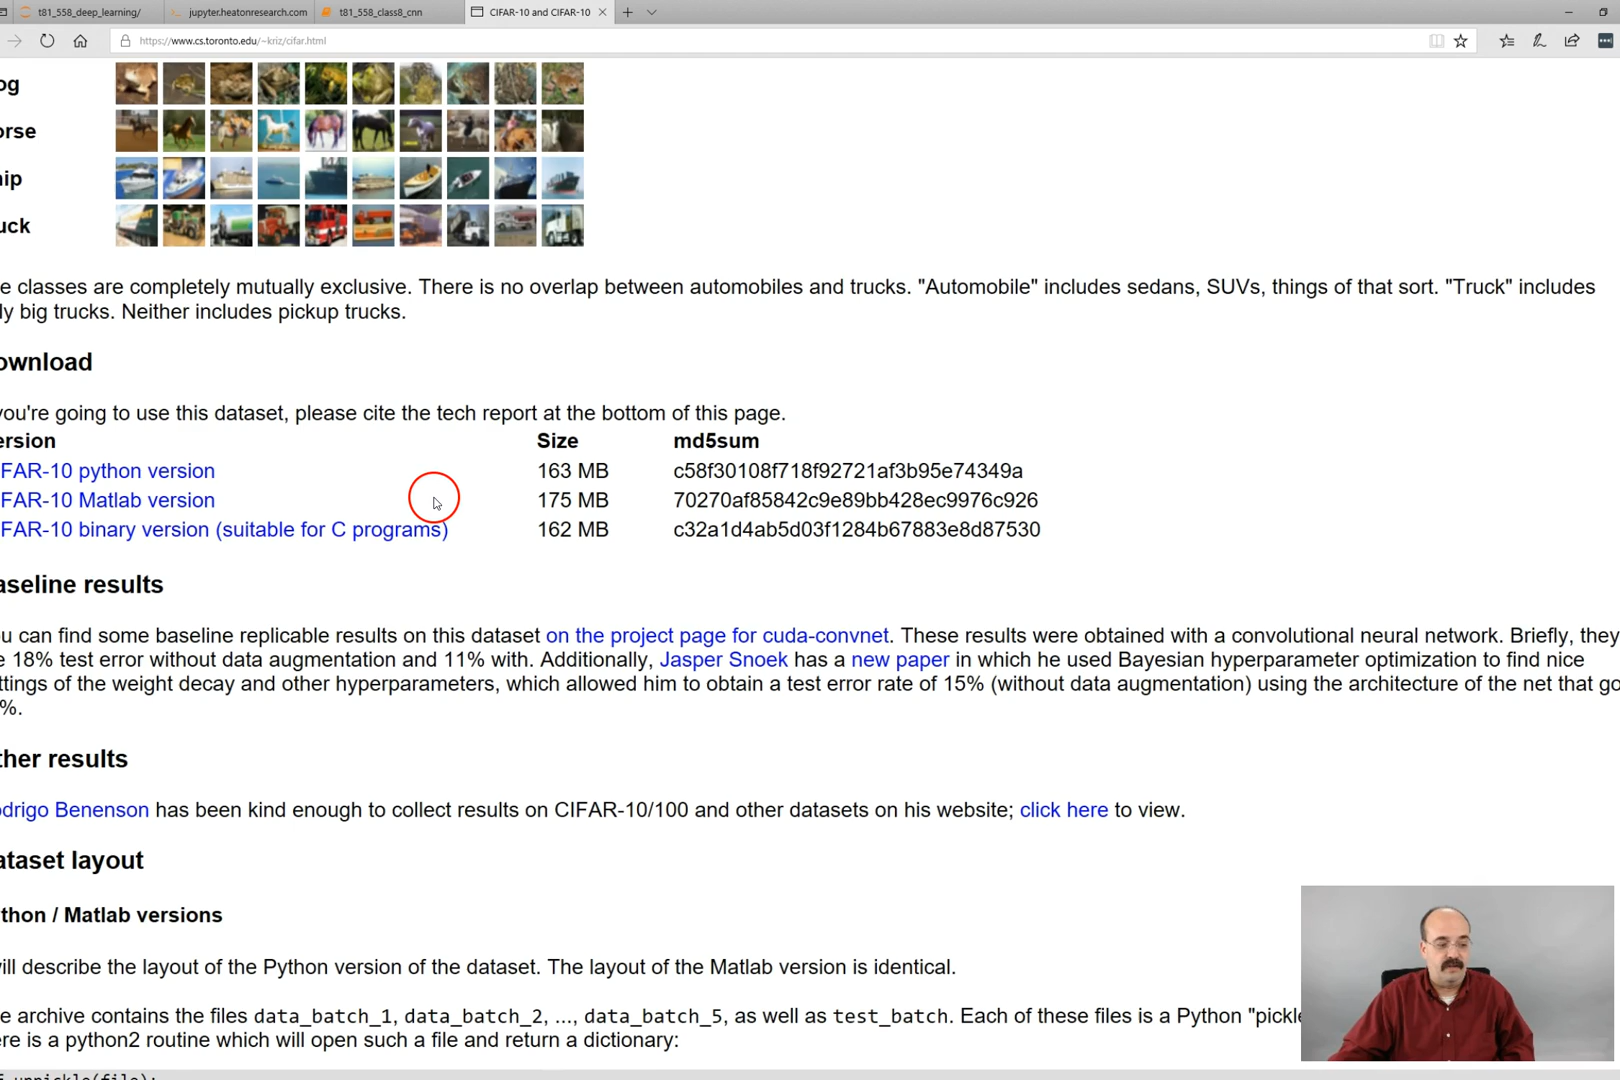 t81_558_deep_learning/ jupyter.heatonresearch.com t81_558_class8_cnn CIFAR-10 and CIFAR-10
https://www.cs.toronto.edu/~kriz/cifar.html
og
orse
ip
uck
e classes are completely mutually exclusive. There is no overlap between automobiles and trucks. "Automobile" includes sedans, SUVs, things of that sort. "Truck" includes
ly big trucks. Neither includes pickup trucks.
ownload
you're going to use this dataset, please cite the tech report at the bottom of this page.
ersion Size md5sum
FAR-10 python version 163 MB c58f30108f718f92721af3b95e74349a
FAR-10 Matlab version 175 MB 70270af85842c9e89bb428ec9976c926
FAR-10 binary version (suitable for C programs) 162 MB c32a1d4ab5d03f1284b67883e8d87530
aseline results
u can find some baseline replicable results on this dataset on the project page for cuda-convnet. These results were obtained with a convolutional neural network. Briefly, they
e 18% test error without data augmentation and 11% with. Additionally, Jasper Snoek has a new paper in which he used Bayesian hyperparameter optimization to find nice
ttings of the weight decay and other hyperparameters, which allowed him to obtain a test error rate of 15% (without data augmentation) using the architecture of the net that go
%.
ther results
odrigo Benenson has been kind enough to collect results on CIFAR-10/100 and other datasets on his website; click here to view.
ataset layout
thon / Matlab versions
ill describe the layout of the Python version of the dataset. The layout of the Matlab version is identical.
e archive contains the files data_batch_1, data_batch_2, ..., data_batch_5, as well as test_batch. Each of these files is a Python "pickle
ere is a python2 routine which will open such a file and return a dictionary:
f unpickle(file):